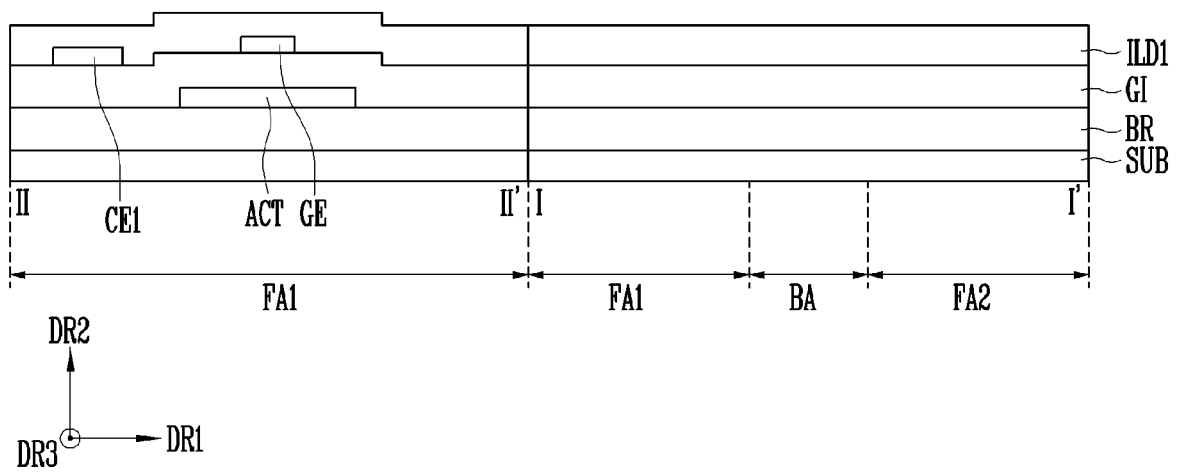 ILD1
GI
BR
SUB
II II' I I'
CE1 ACT GE
FA1 FA1 BA FA2
DR2
DR3 DR1